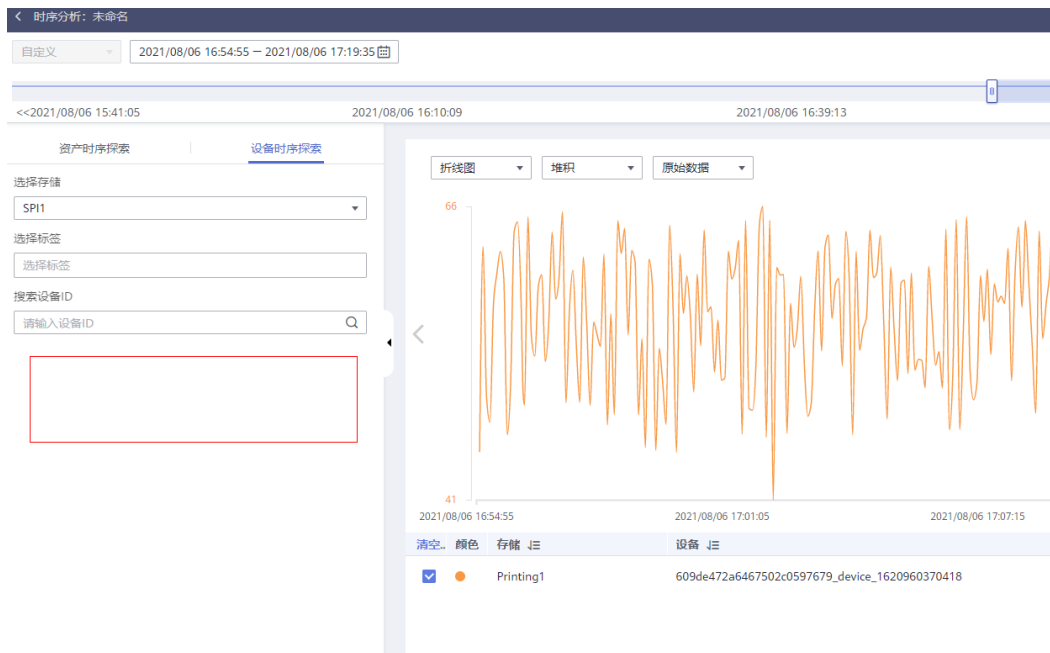 时序分析：未命名
自定义
2021/08/06 16:54:55 － 2021/08/06 17:19:35
<<2021/08/06 15:41:05
2021/08/06 16:10:09
2021/08/06 16:39:13
资产时序探索
设备时序探索
选择存储
SPI1
选择标签
选择标签
搜索设备ID
请输入设备ID
折线图
堆积
原始数据
66
41
2021/08/06 16:54:55
2021/08/06 17:01:05
2021/08/06 17:07:15
清空.. 颜色 存储 设备
Printing1 609de472a6467502c0597679_device_1620960370418